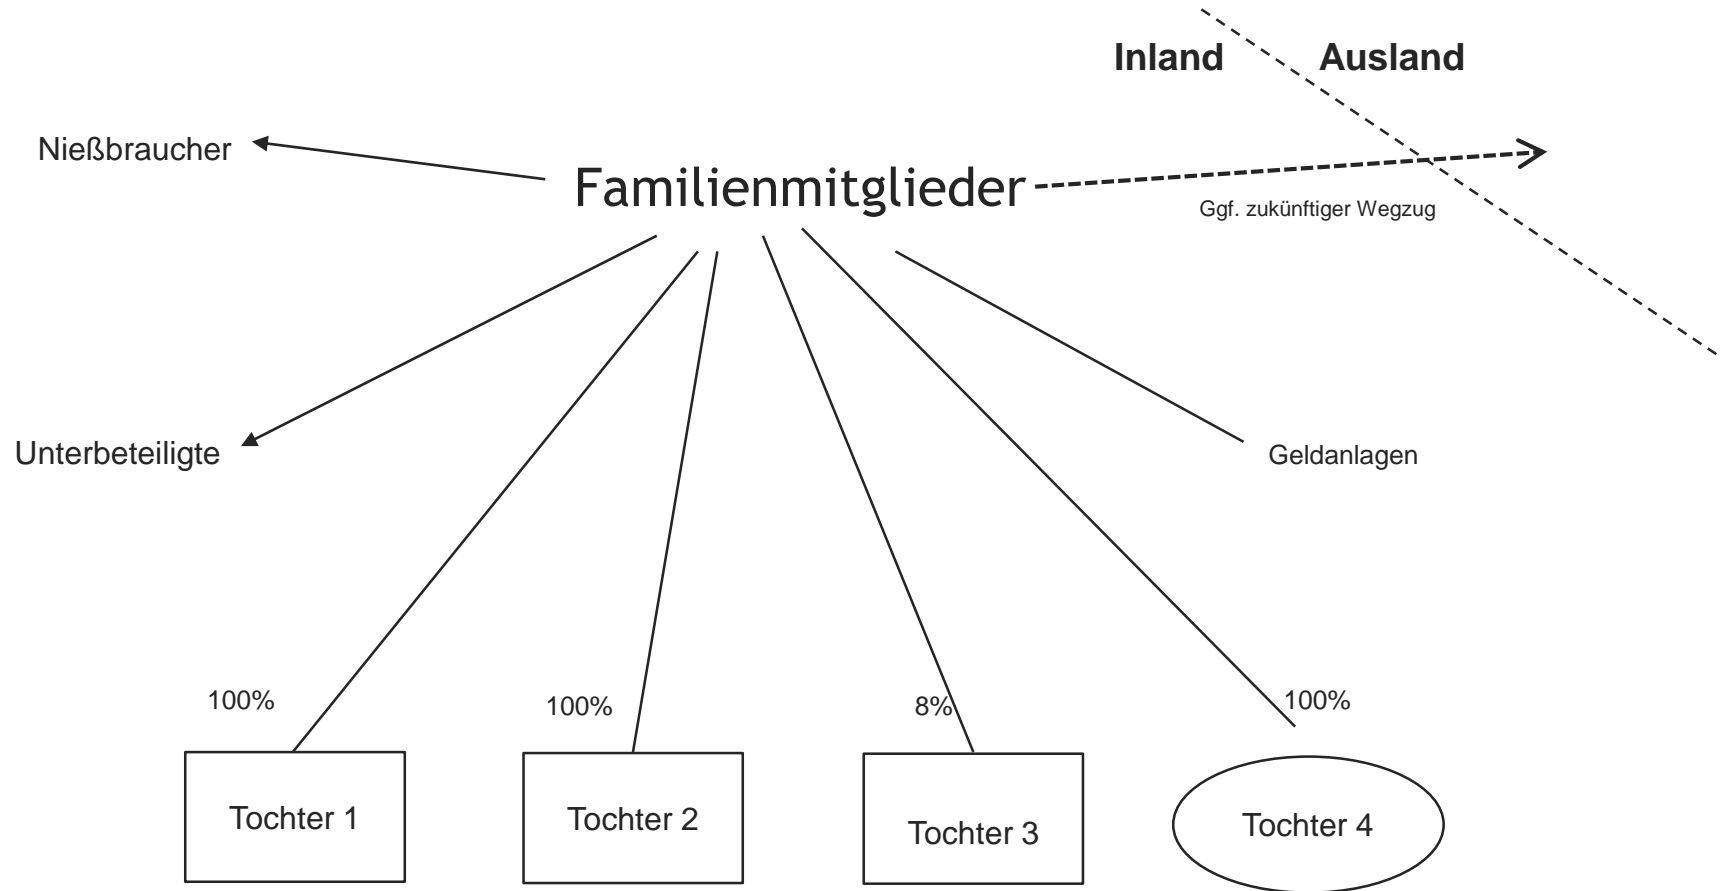 Inland
Ausland
Nießbraucher
Familienmitglieder
Ggf. zukünftiger Wegzug
Unterbeteiligte
Geldanlagen
100%
100%
8%
100%
Tochter 1
Tochter 2
Tochter 3
Tochter 4